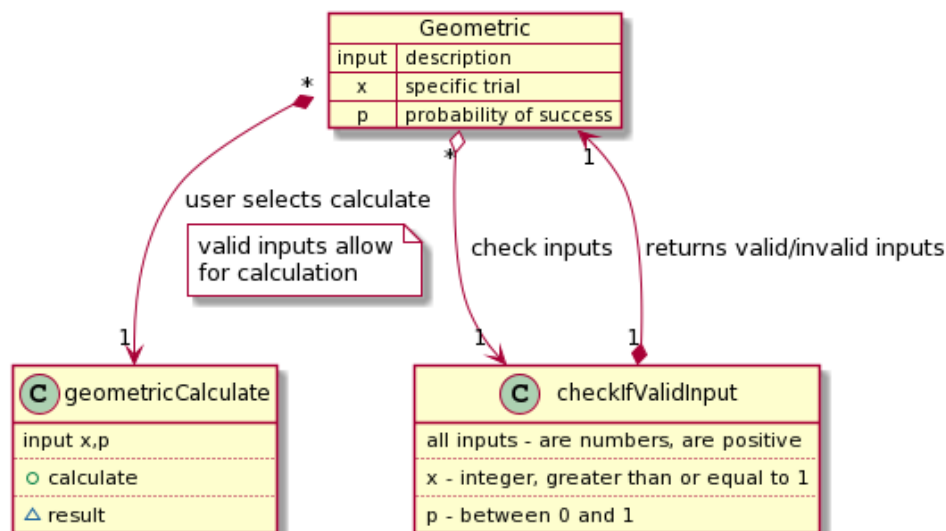 Geometric
input description
x specific trial
p probability of success
*
*
1
user selects calculate
valid inputs allow
for calculation
check inputs
returns valid/invalid inputs
1
1
1
C geometricCalculate
input x,p
calculate
result
C checkIfValidInput
all inputs - are numbers, are positive
x - integer, greater than or equal to 1
p - between 0 and 1